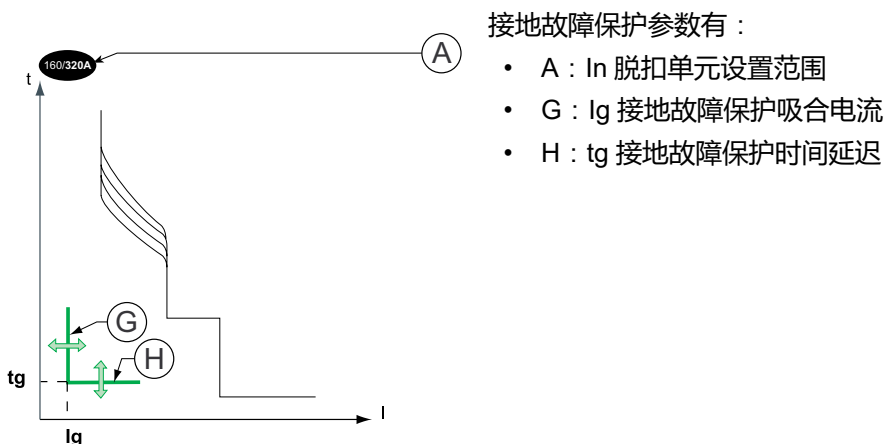 160/320A
A
t
G
H
tg
I
Ig
接地故障保护参数有：
• A：In 脱扣单元设置范围
• G：Ig 接地故障保护吸合电流
• H：tg 接地故障保护时间延迟